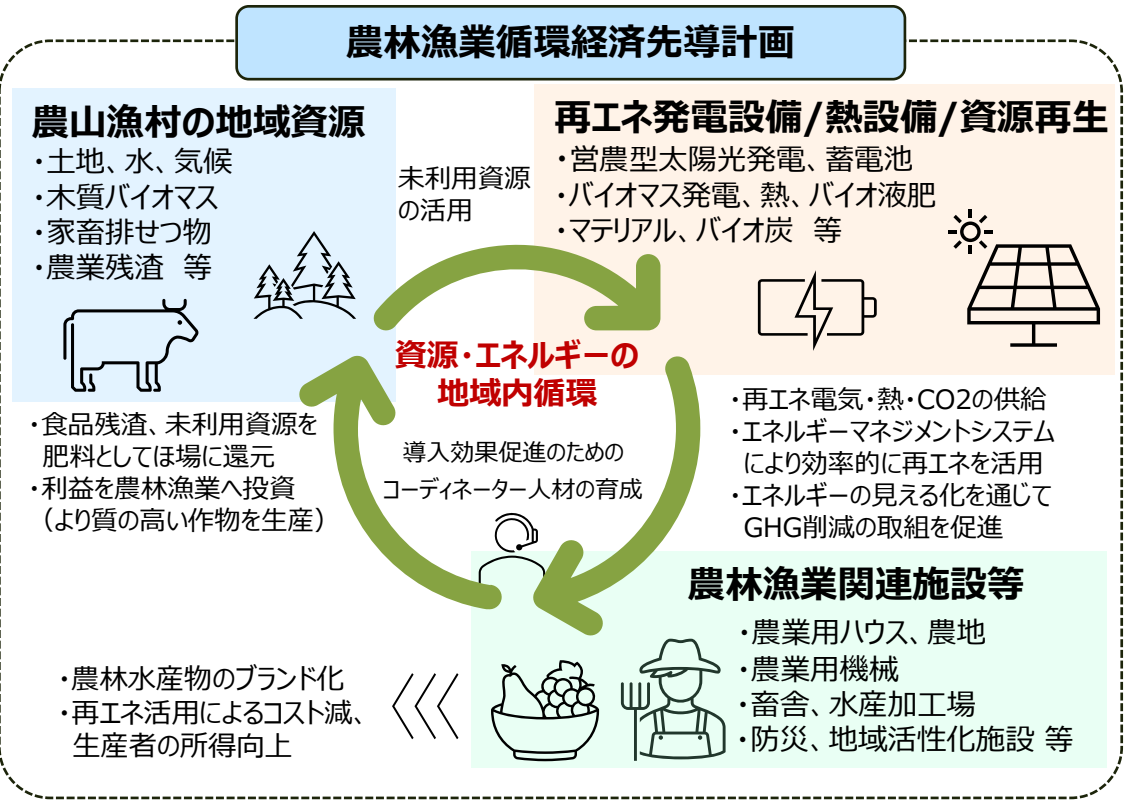 農林漁業循環経済先導計画
農山漁村の地域資源
・土地、水、気候
・木質バイオマス
・家畜排せつ物
・農業残渣 等
未利用資源
の活用
再エネ発電設備/熱設備/資源再生
・営農型太陽光発電、蓄電池
・バイオマス発電、熱、バイオ液肥
・マテリアル、バイオ炭 等
資源・エネルギーの
地域内循環
導入効果促進のための
コーディネーター人材の育成
・再エネ電気・熱・CO2の供給
・エネルギーマネジメントシステム
により効率的に再エネを活用
・エネルギーの見える化を通じて
GHG削減の取組を促進
農林漁業関連施設等
・農業用ハウス、農地
・農業用機械
・畜舎、水産加工場
・防災、地域活性化施設 等
・農林水産物のブランド化
・再エネ活用によるコスト減、
生産者の所得向上
・食品残渣、未利用資源を
肥料としてほ場に還元
・利益を農林漁業へ投資
（より質の高い作物を生産）